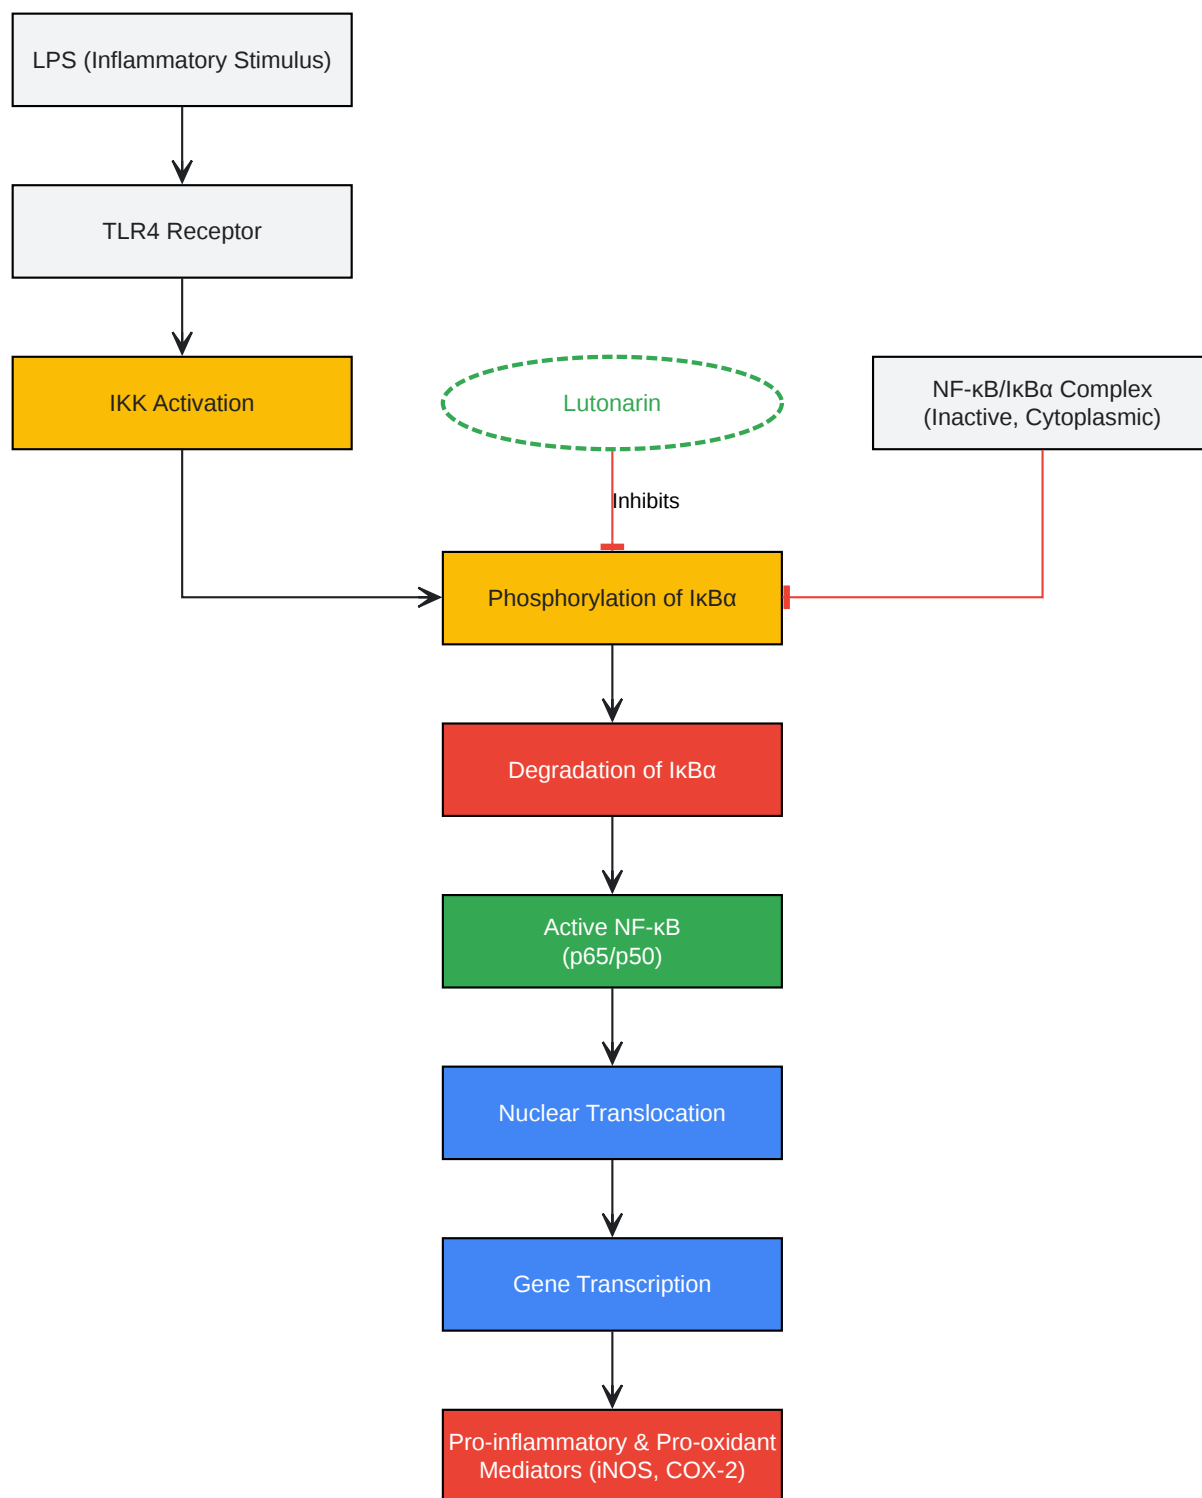 LPS (Inflammatory Stimulus)
TLR4 Receptor
IKK Activation
Lutonarin
NF-κB/IκBα Complex
(Inactive, Cytoplasmic)
Inhibits
Phosphorylation of IκBα
Degradation of IκBα
Active NF-κB
(p65/p50)
Nuclear Translocation
Gene Transcription
Pro-inflammatory & Pro-oxidant
Mediators (iNOS, COX-2)